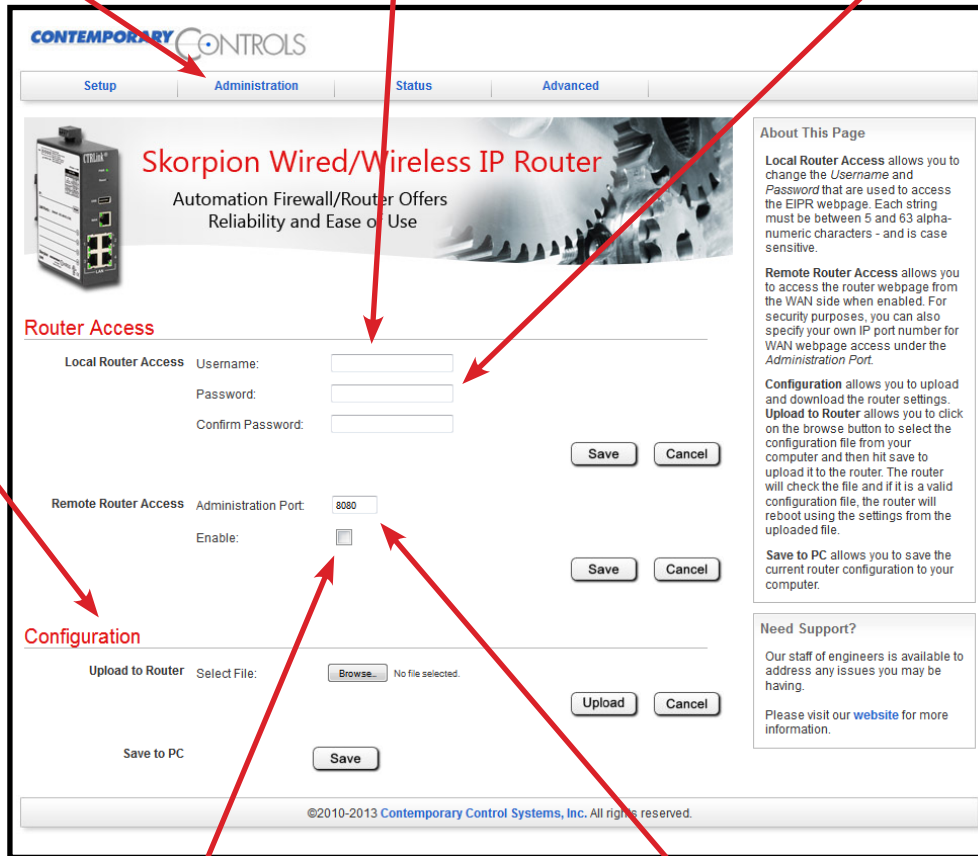 CONTEMPORARY CONTROLS
Setup Administration Status Advanced
CTRLink®
Skorpion Wired/Wireless IP Router
Automation Firewall/Router Offers
Reliability and Ease of Use
LAN
Router Access
Local Router Access Username:
Password:
Confirm Password:
Save Cancel
Remote Router Access Administration Port: 8080
Enable:
Save Cancel
Configuration
Upload to Router Select File: Browse... No file selected.
Upload Cancel
Save to PC Save
About This Page
Local Router Access allows you to
change the Username and
Password that are used to access
the EIPR webpage. Each string
must be between 5 and 63 alpha-
numeric characters - and is case
sensitive.
Remote Router Access allows you
to access the router webpage from
the WAN side when enabled. For
security purposes, you can also
specify your own IP port number for
WAN webpage access under the
Administration Port.
Configuration allows you to upload
and download the router settings.
Upload to Router allows you to click
on the browse button to select the
configuration file from your
computer and then hit save to
upload it to the router. The router
will check the file and if it is a valid
configuration file, the router will
reboot using the settings from the
uploaded file.
Save to PC allows you to save the
current router configuration to your
computer.
Need Support?
Our staff of engineers is available to
address any issues you may be
having.
Please visit our website for more
information.
©2010-2013 Contemporary Control Systems, Inc. All rights reserved.